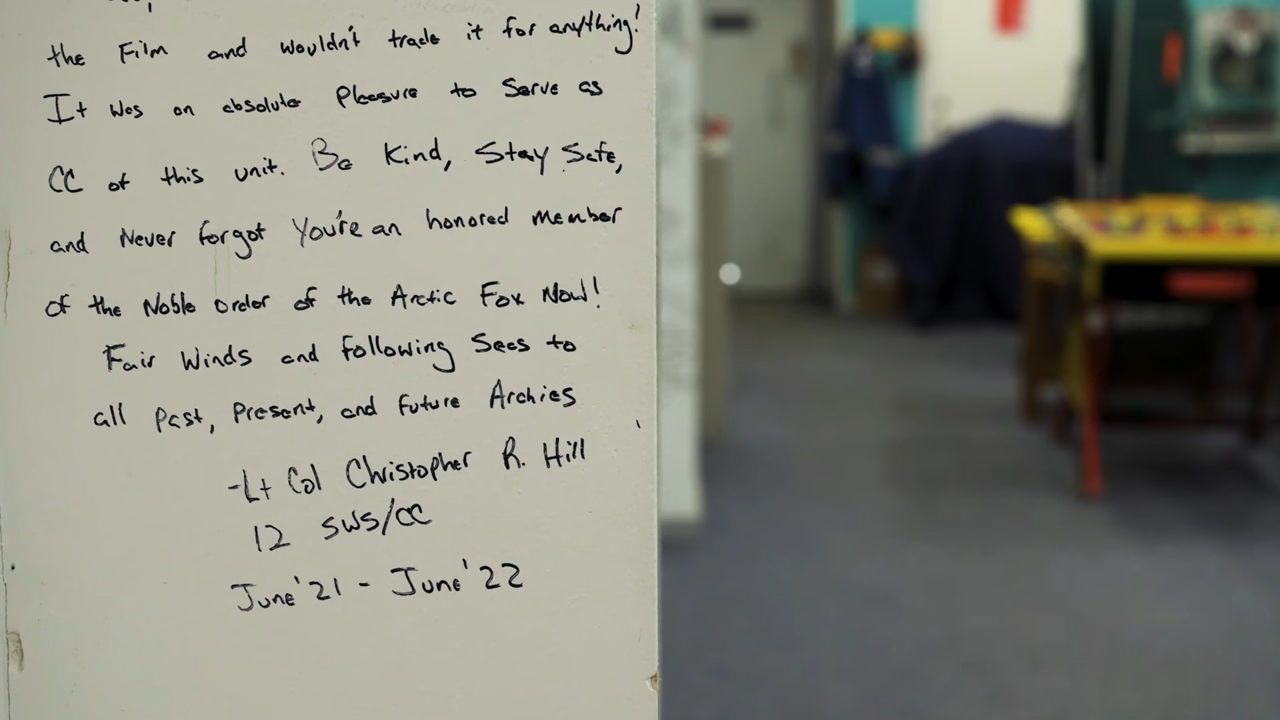 the Film and wouldn't trade it for anything!
It was an absolute Pleasure to Serve as
CC of this unit. Be Kind, Stay Safe,
and Never forgot You're an honored member
of the Noble order of the Arctic Fox Now!
Fair Winds and following Seas to
all Past, Present, and future Archies
-Lt Col Christopher R. Hill
12 SWS/CC
June '21 - June '22